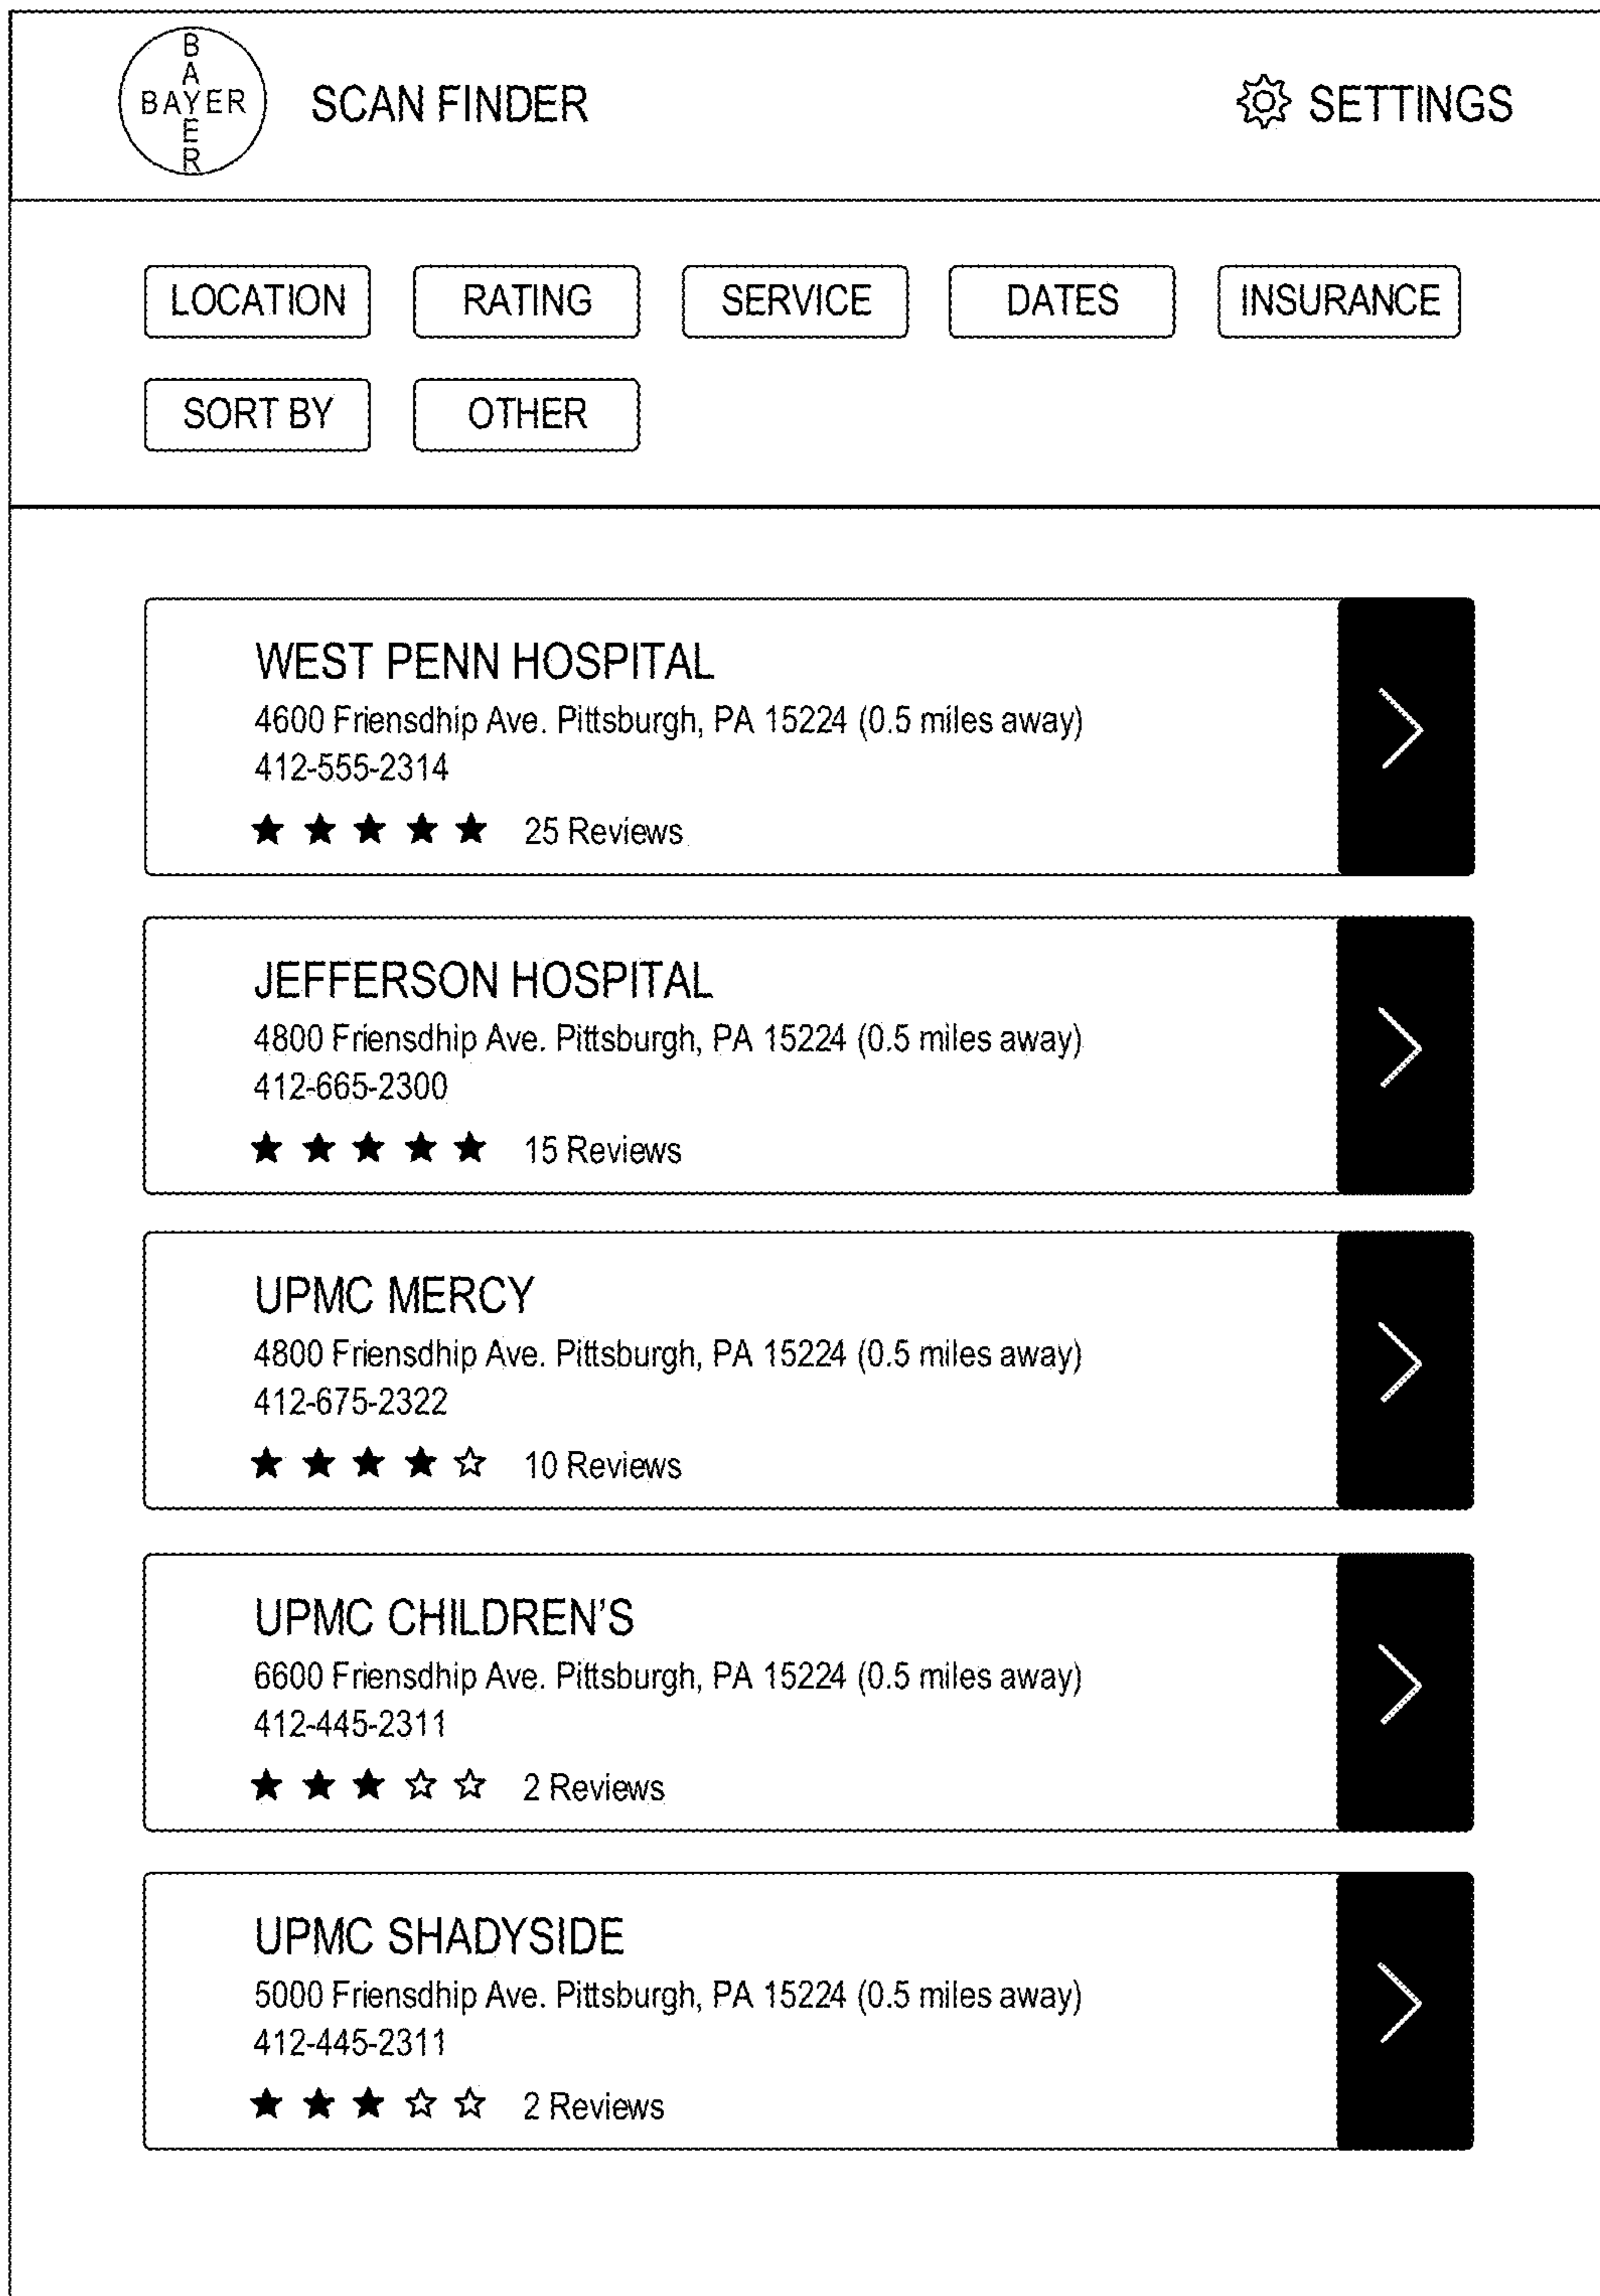 BAYER
BAYER
SCAN FINDER
SETTINGS
LOCATION
RATING
SERVICE
DATES
INSURANCE
SORT BY
OTHER
WEST PENN HOSPITAL
4600 Friensdhip Ave. Pittsburgh, PA 15224 (0.5 miles away)
412-555-2314
★ ★ ★ ★ ★ 25 Reviews
JEFFERSON HOSPITAL
4800 Friensdhip Ave. Pittsburgh, PA 15224 (0.5 miles away)
412-665-2300
★ ★ ★ ★ ★ 15 Reviews
UPMC MERCY
4800 Friensdhip Ave. Pittsburgh, PA 15224 (0.5 miles away)
412-675-2322
★ ★ ★ ★ ☆ 10 Reviews
UPMC CHILDREN'S
6600 Friensdhip Ave. Pittsburgh, PA 15224 (0.5 miles away)
412-445-2311
★ ★ ★ ☆ ☆ 2 Reviews
UPMC SHADYSIDE
5000 Friensdhip Ave. Pittsburgh, PA 15224 (0.5 miles away)
412-445-2311
★ ★ ★ ☆ ☆ 2 Reviews